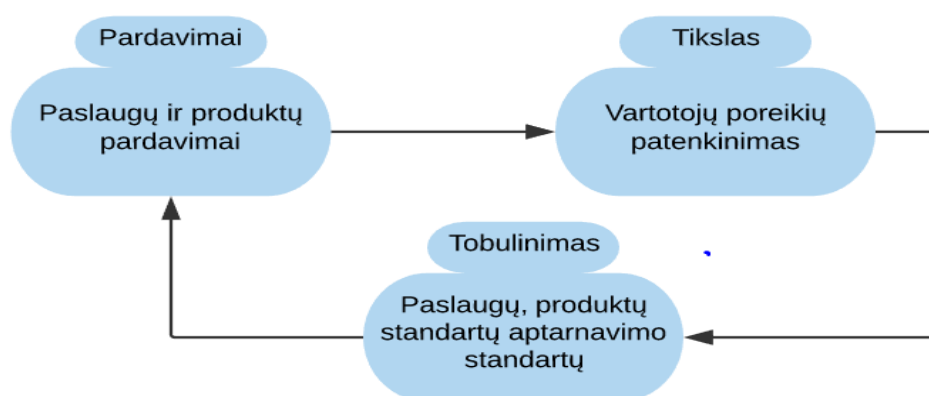 Pardavimai
Paslaugų ir produktų
pardavimai
Tikslas
Vartotojų poreikių
patenkinimas
Tobulinimas
Paslaugų, produktų
standartų aptarnavimo
standartų